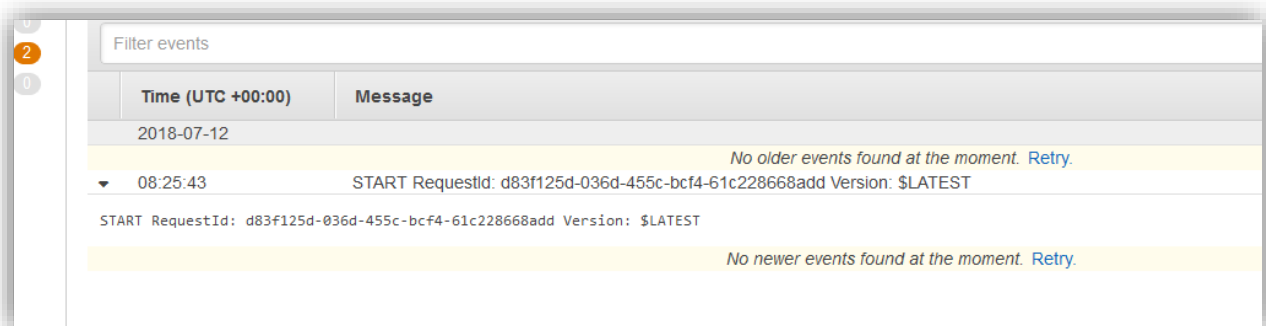 0
2
0
Filter events
Time (UTC +00:00) Message
2018-07-12
No older events found at the moment. Retry.
08:25:43 START RequestId: d83f125d-036d-455c-bcf4-61c228668add Version: $LATEST
START RequestId: d83f125d-036d-455c-bcf4-61c228668add Version: $LATEST
No newer events found at the moment. Retry.